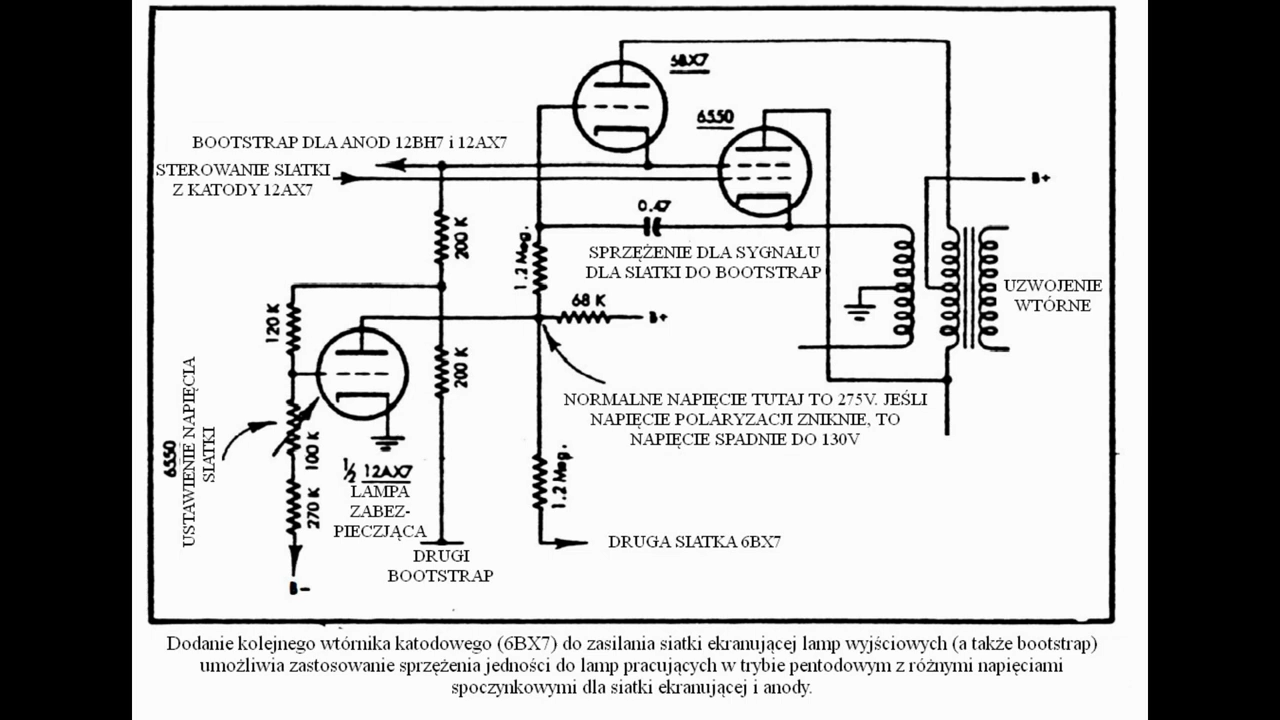 6BX7
6550
BOOTSTRAP DLA ANOD 12BH7 i 12AX7
STEROWANIE SIATKI
Z KATODY 12AX7
B+
0.47
200 K
1.2 Meg.
SPRZĘŻENIE DLA SYGNAŁU
DLA SIATKI DO BOOTSTRAP
UZWOJENIE
WTÓRNE
68 K
B+
120 K
200 K
NORMALNE NAPIĘCIE TUTAJ TO 275V. JEŚLI
NAPIĘCIE POLARYZACJI ZNIKNIE, TO
NAPIĘCIE SPADNIE DO 130V
6550
USTAWIENIE NAPIĘCIA
SIATKI
100 K
½ 12AX7
LAMPA
ZABEZ-
PIECZJĄCA
270 K
1.2 Meg.
DRUGA SIATKA 6BX7
DRUGI
BOOTSTRAP
B-
Dodanie kolejnego wtórnika katodowego (6BX7) do zasilania siatki ekranującej lamp wyjściowych (a także bootstrap)
umożliwia zastosowanie sprzężenia jedności do lamp pracujących w trybie pentodowym z różnymi napięciami
spoczynkowymi dla siatki ekranującej i anody.